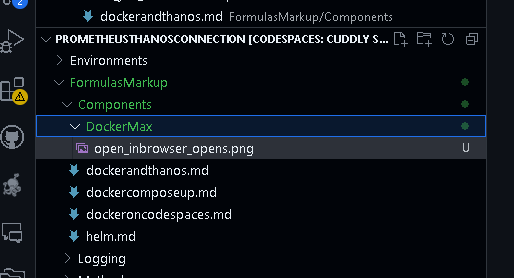 2
dockerandthanos.md FormulasMarkup/Components
PROMETHEUSTHANOSCONNECTION [CODESPACES: CUDDLY S...
Environments
FormulasMarkup
Components
DockerMax
open_inbrowser_opens.png U
dockerandthanos.md
dockercomposeup.md
dockeroncodespaces.md
helm.md
Logging